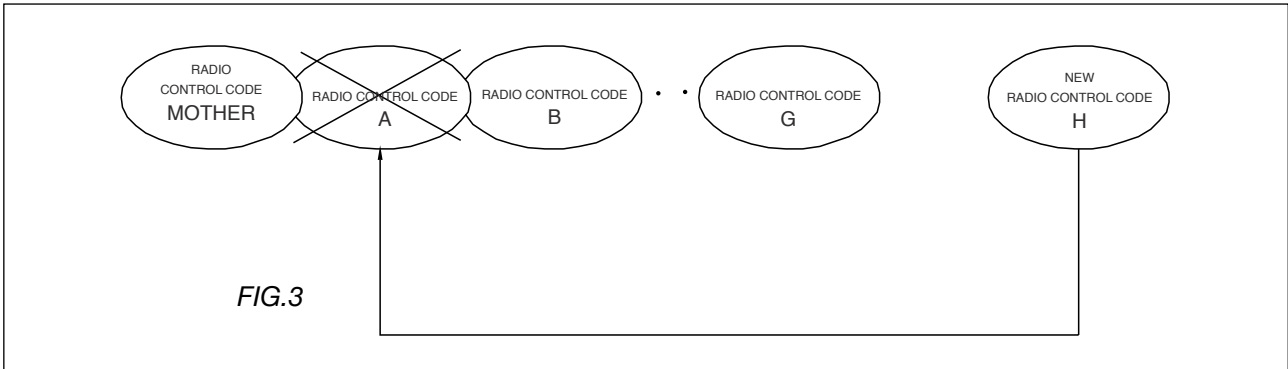 RADIO
CONTROL CODE
MOTHER
RADIO CONTROL CODE
A
RADIO CONTROL CODE
B
. .
RADIO CONTROL CODE
G
NEW
RADIO CONTROL CODE
H
FIG.3